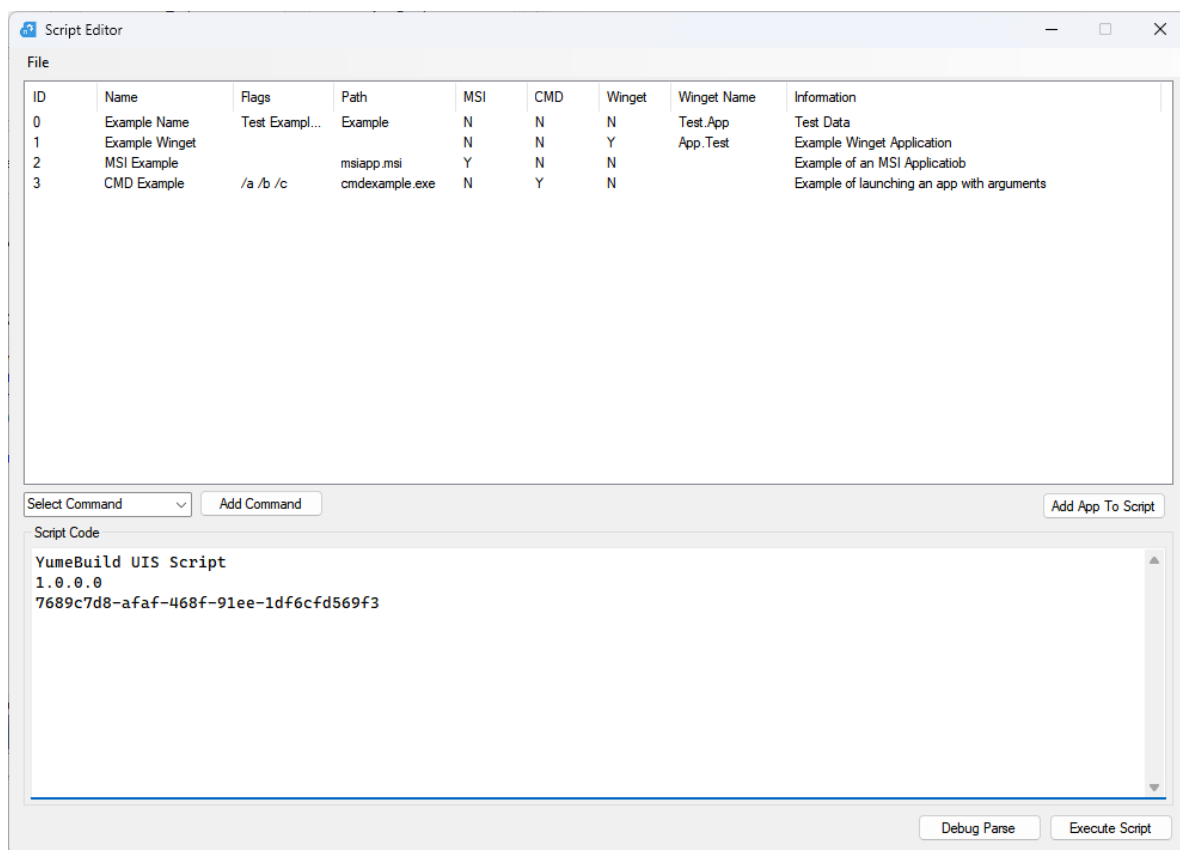 Script Editor
File
ID Name Flags Path MSI CMD Winget Winget Name Information
0 Example Name Test Exampl... Example N N N Test.App Test Data
1 Example Winget N N Y App.Test Example Winget Application
2 MSI Example msiapp.msi Y N N Example of an MSI Applicatiob
3 CMD Example /a /b /c cmdexample.exe N Y N Example of launching an app with arguments
Select Command Add Command Add App To Script
Script Code
YumeBuild UIS Script
1.0.0.0
7689c7d8-afaf-468f-91ee-1df6cfd569f3
Debug Parse Execute Script